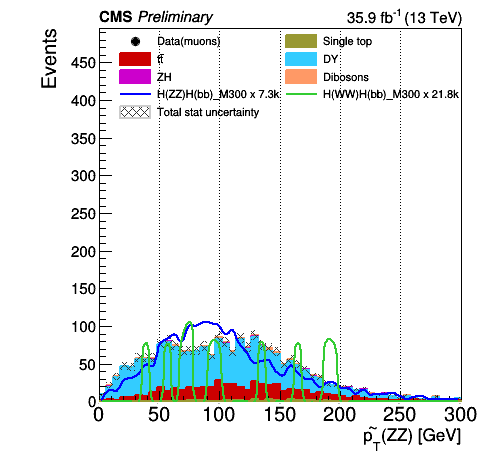 CMS Preliminary 35.9 fb⁻¹ (13 TeV)
Events
Data(muons) Single top
tt̄ DY
ZH Dibosons
H(ZZ)H(bb)_M300 x 7.3k H(WW)H(bb)_M300 x 21.8k
Total stat uncertainty
450
400
350
300
250
200
150
100
50
0
0 50 100 150 200 250 300
p̃_T(ZZ) [GeV]